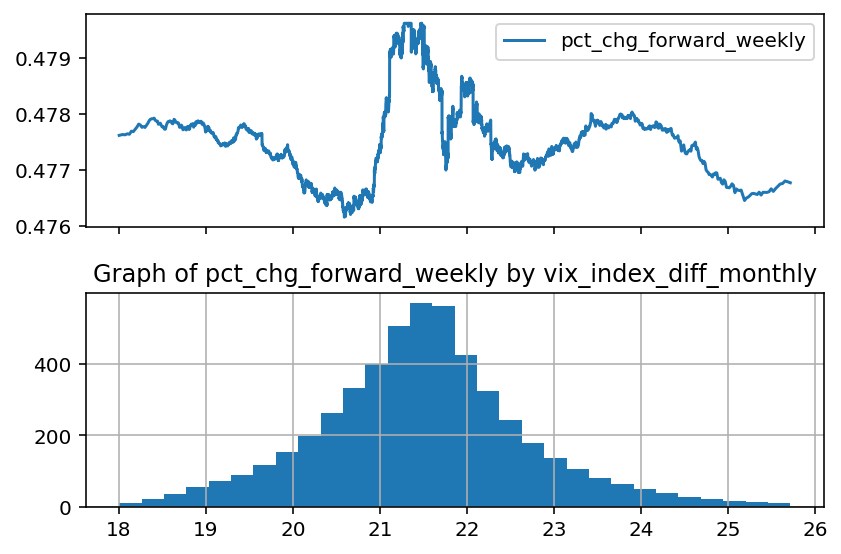 pct_chg_forward_weekly
0.479
0.478
0.477
0.476
Graph of pct_chg_forward_weekly by vix_index_diff_monthly
400
200
0
18 19 20 21 22 23 24 25 26